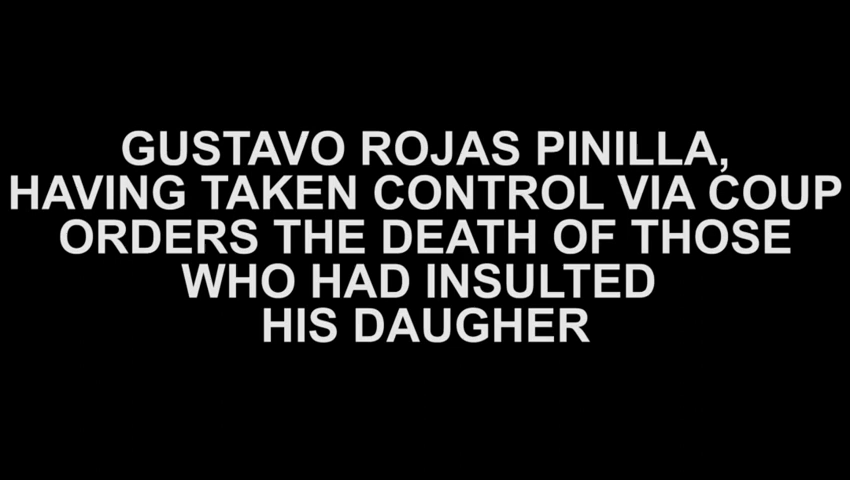 GUSTAVO ROJAS PINILLA,
HAVING TAKEN CONTROL VIA COUP
ORDERS THE DEATH OF THOSE
WHO HAD INSULTED
HIS DAUGHER